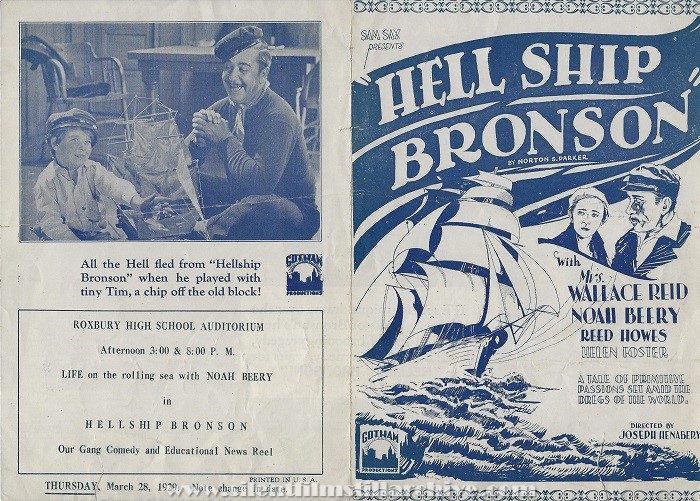 All the Hell fled from "Hellship
Bronson" when he played with
tiny Tim, a chip off the old block!
GOTHAM
PRODUCTIONS
ROXBURY HIGH SCHOOL AUDITORIUM
Afternoon 3:00 & 8:00 P. M.
LIFE on the rolling sea with NOAH BEERY
in
HELLSHIP BRONSON
Our Gang Comedy and Educational News Reel
PRINTED IN U. S. A.
THURSDAY, March 28, 1929. Note change in date.
SAM SAX
PRESENTS
"HELL SHIP
BRONSON"
BY NORTON S. PARKER
With Mrs.
WALLACE REID
NOAH BEERY
REED HOWES
HELEN FOSTER
A TALE OF PRIMITIVE
PASSIONS SET AMID THE
DREGS OF THE WORLD.
DIRECTED BY
JOSEPH HENABERY
GOTHAM
PRODUCTIONS